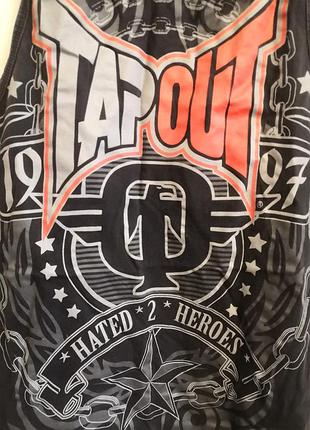 TAPOUT
19 97
®
HATED ★ 2 ★ HEROES